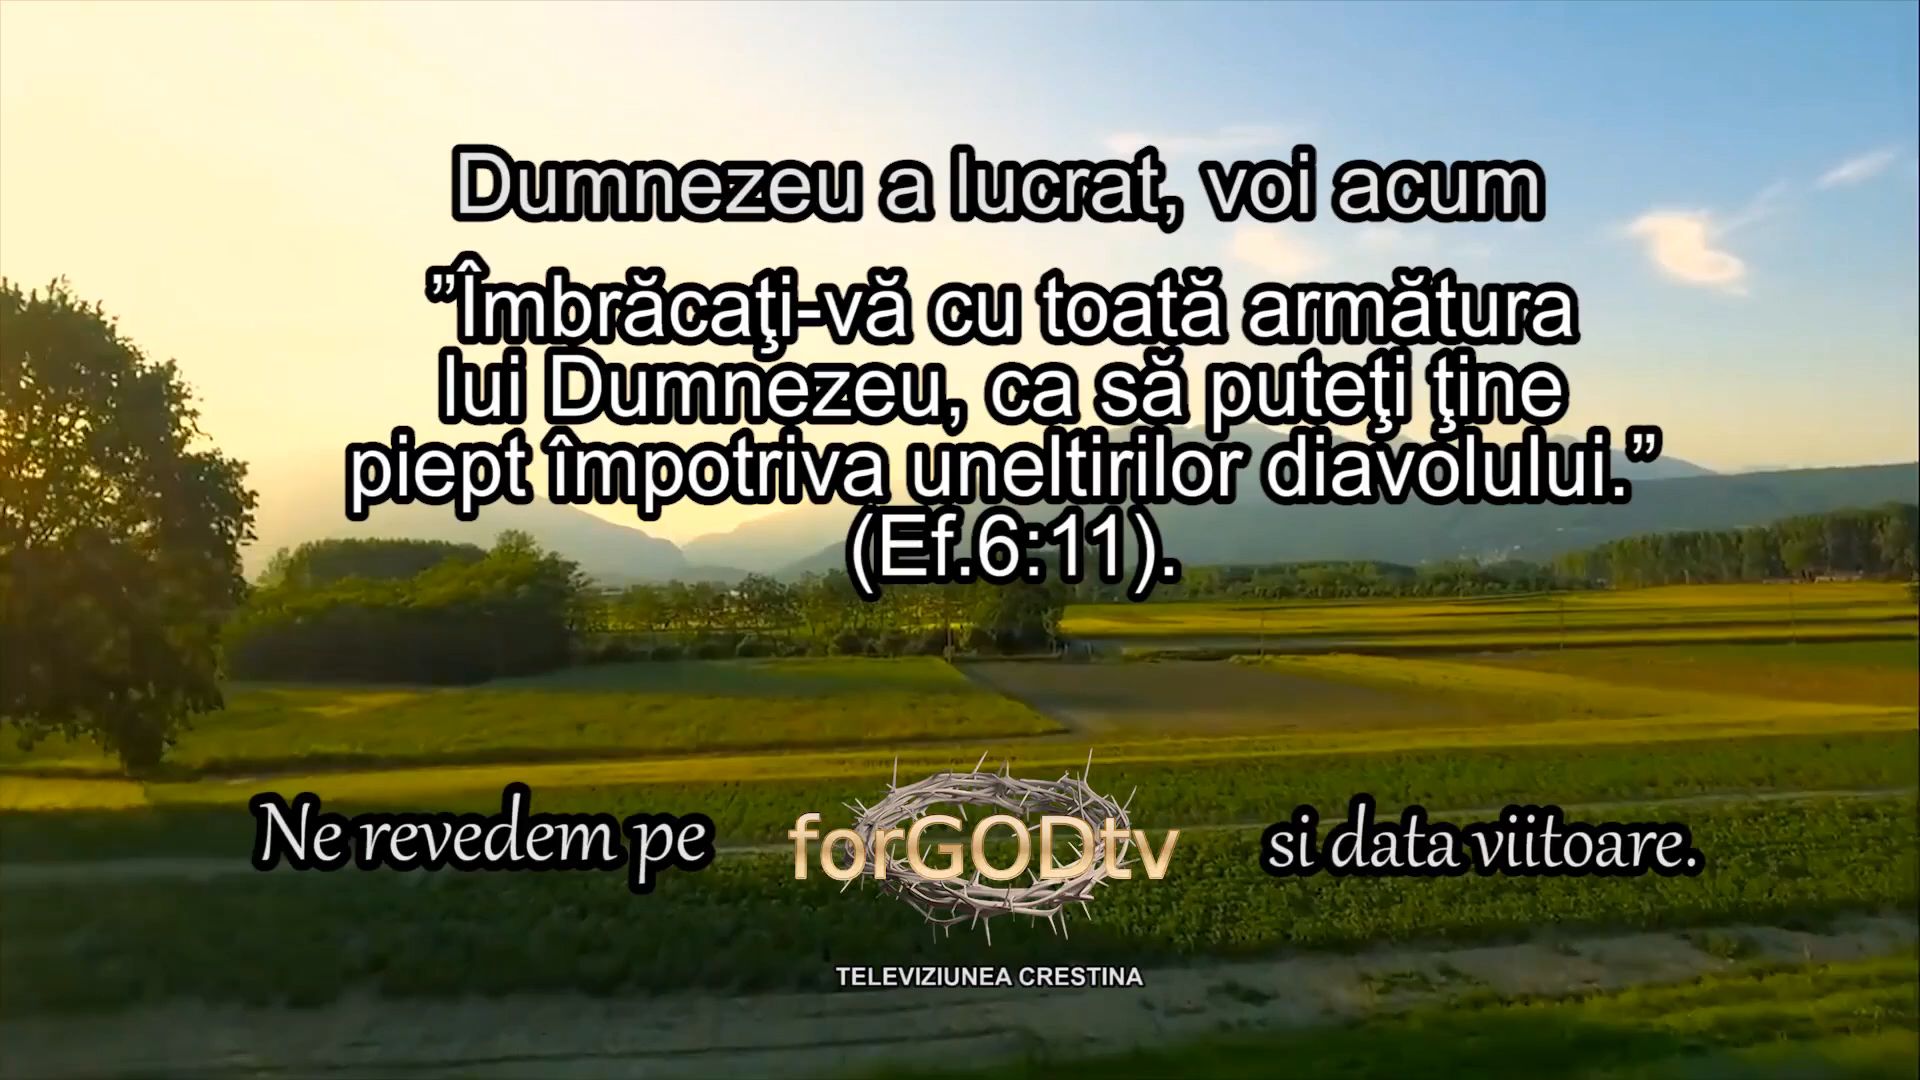 Dumnezeu a lucrat, voi acum
”Îmbrăcaţi-vă cu toată armătura
lui Dumnezeu, ca să puteţi ţine
piept împotriva uneltirilor diavolului.”
(Ef.6:11).
Ne revedem pe forGODtv si data viitoare.
TELEVIZIUNEA CRESTINA